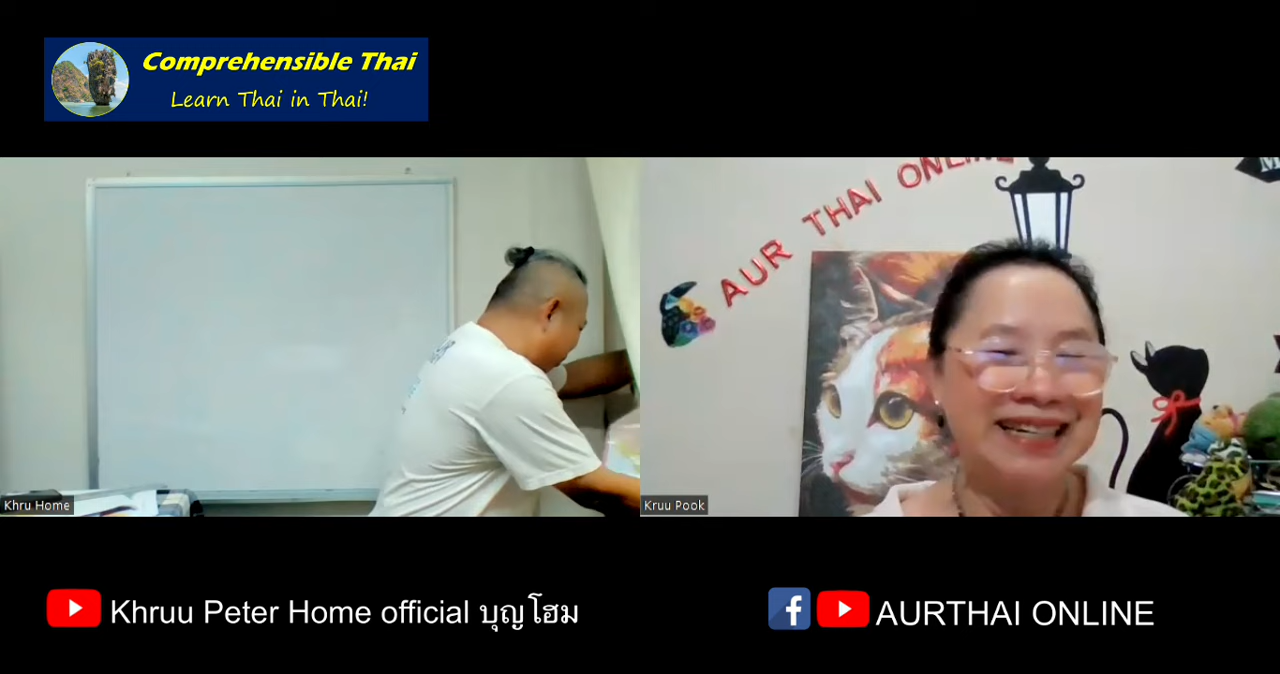 Comprehensible Thai
Learn Thai in Thai!
AUR THAI ONLINE
Khru Home
Kruu Pook
Khruu Peter Home official บุญโฮม
AURTHAI ONLINE